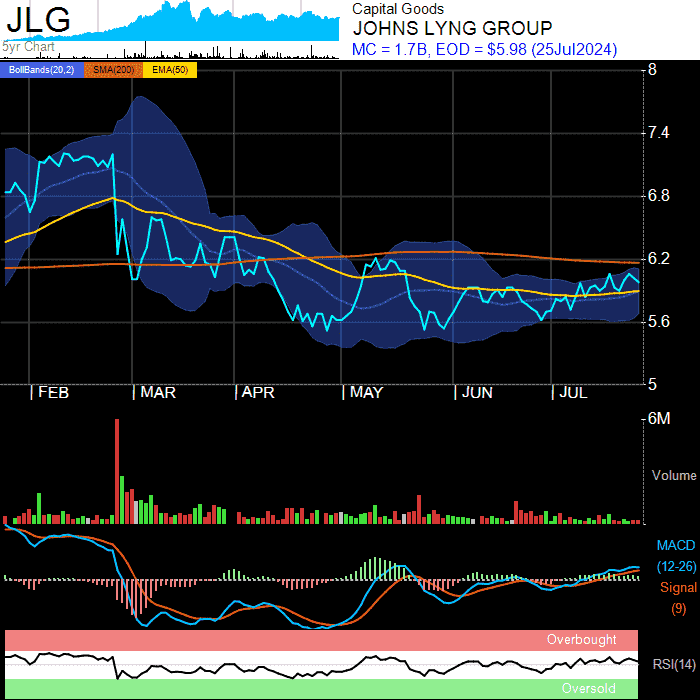 JLG
5yr Chart
Capital Goods
JOHNS LYNG GROUP
MC = 1.7B, EOD = $5.98 (25Jul2024)
BollBands(20,2) SMA(200) EMA(50)
8
7.4
6.8
6.2
5.6
5
FEB MAR APR MAY JUN JUL
6M
Volume
MACD
(12-26)
Signal
(9)
Overbought
RSI(14)
Oversold